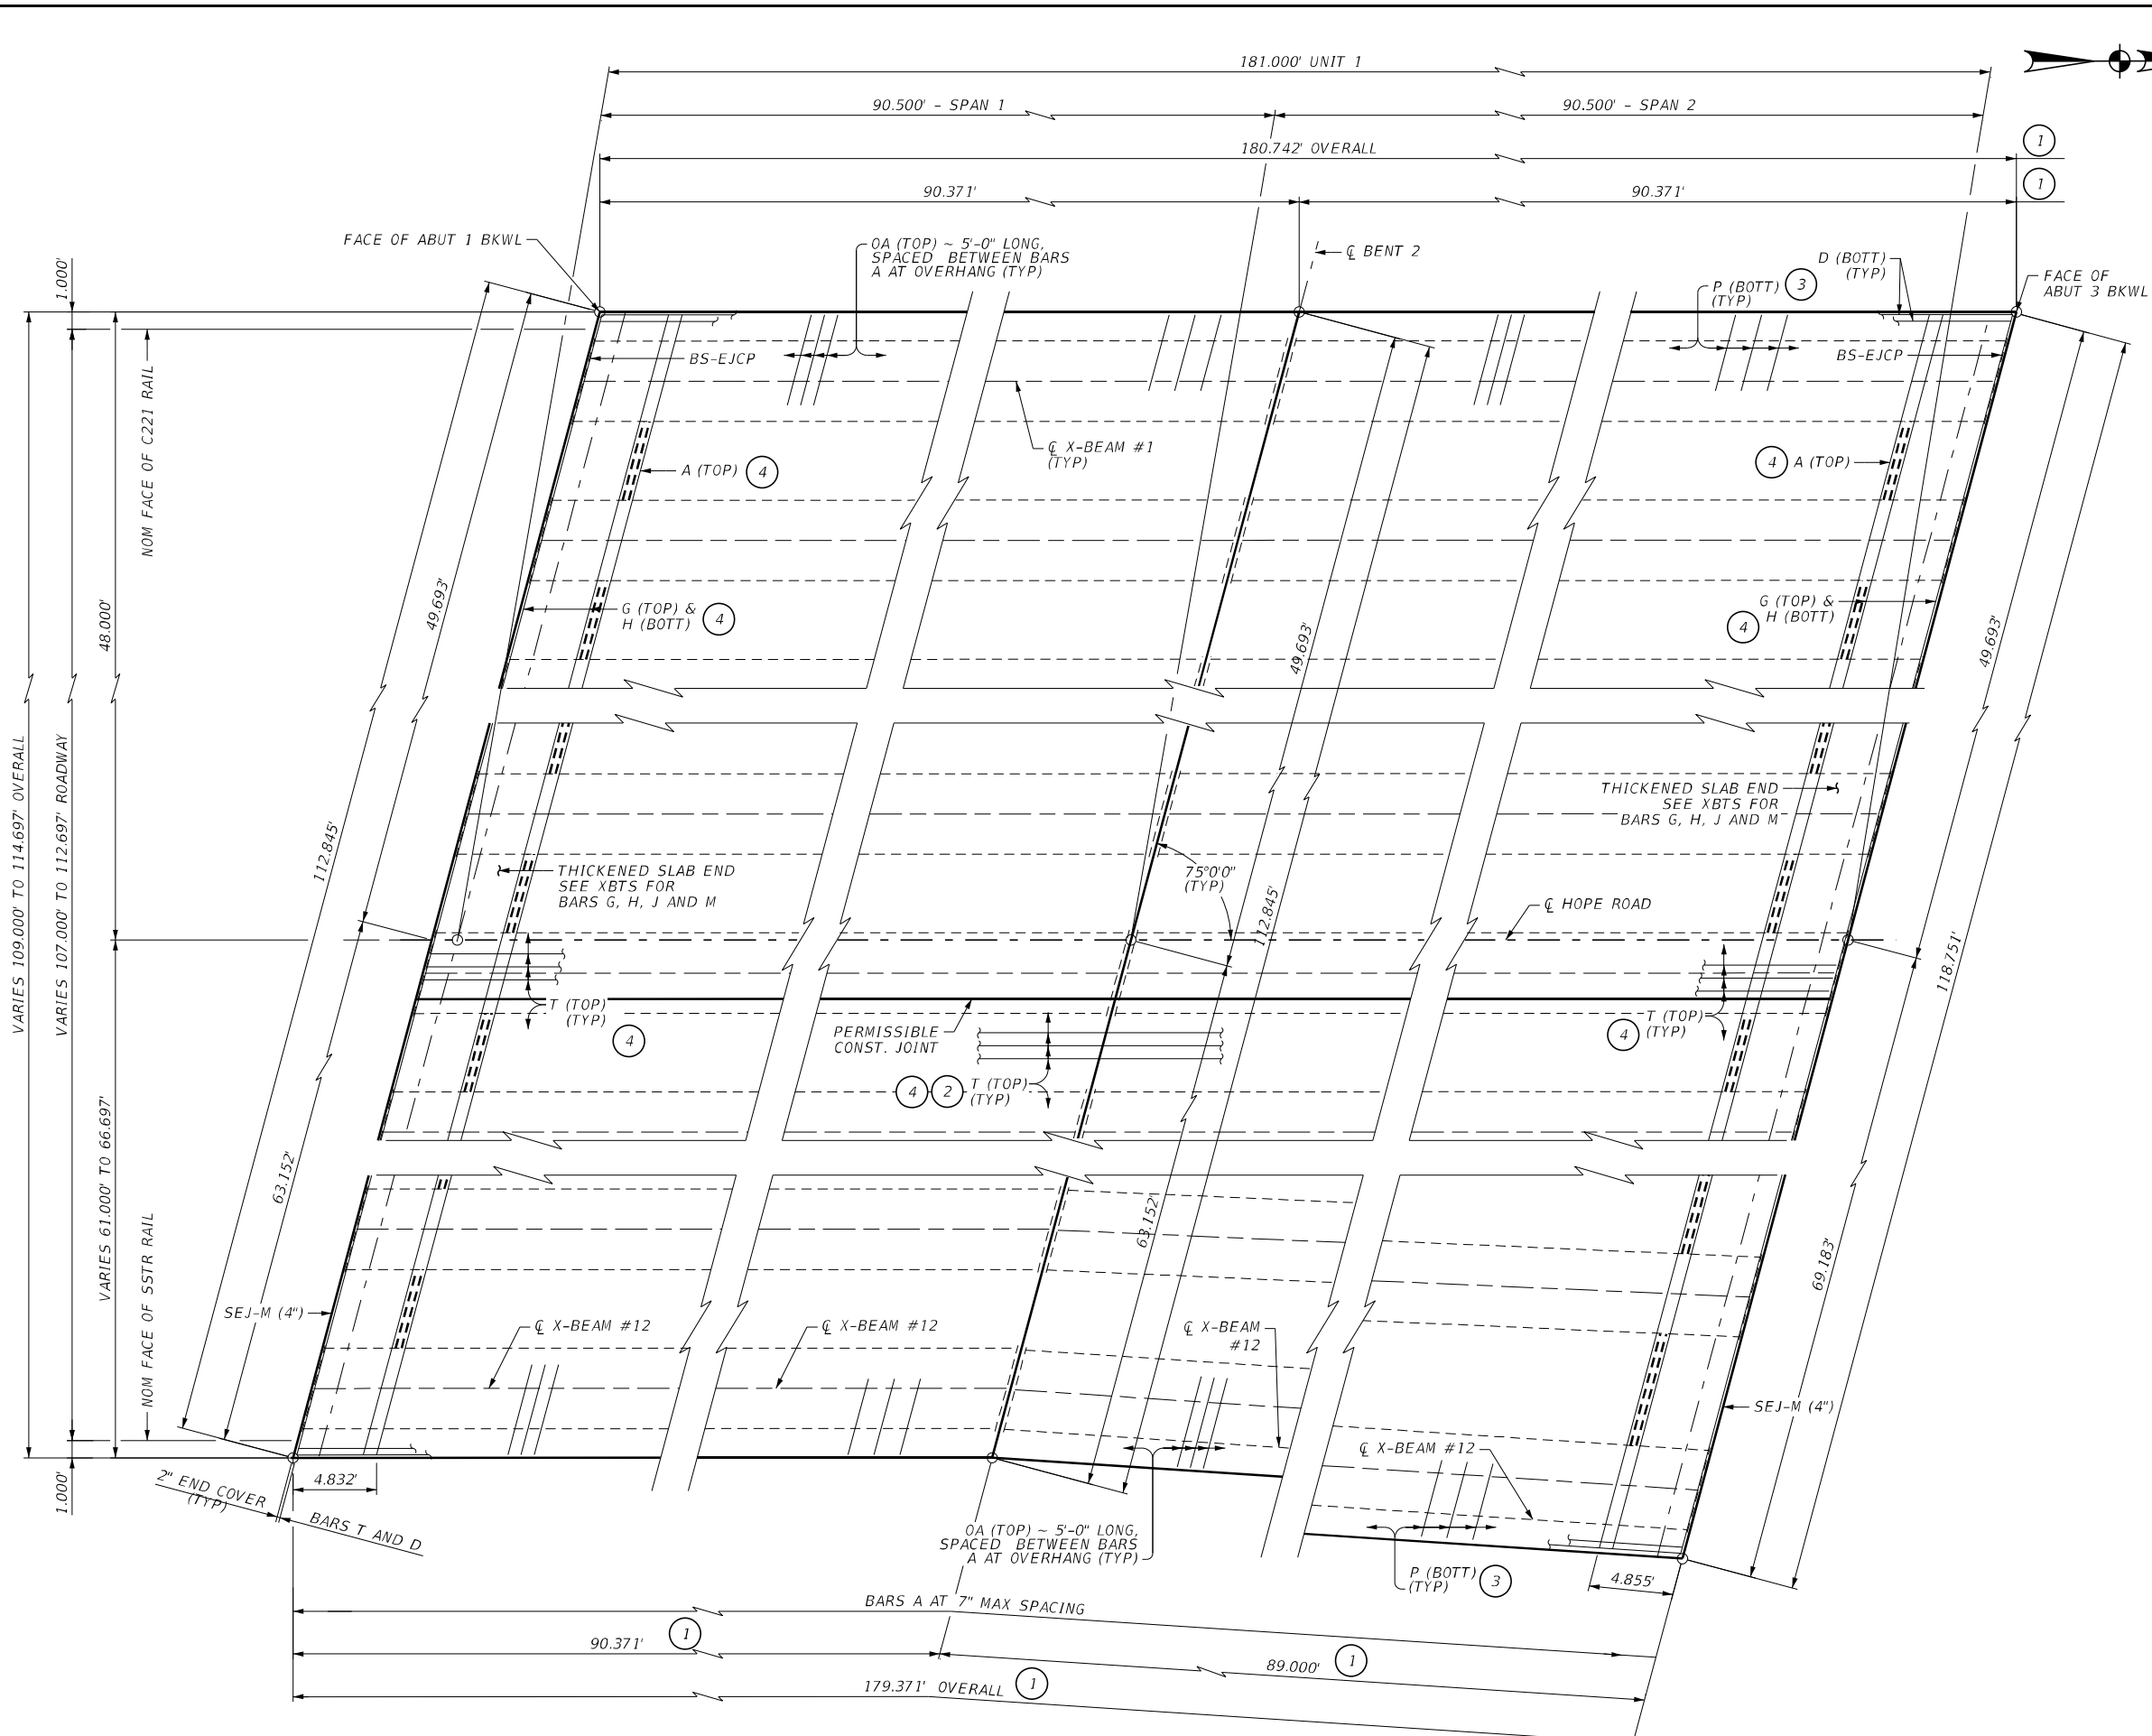 181.000' UNIT 1
90.500' - SPAN 1
90.500' - SPAN 2
180.742' OVERALL
1
90.371'
90.371'
1
FACE OF ABUT 1 BKWL
OA (TOP) ~ 5'-0" LONG,
SPACED BETWEEN BARS
A AT OVERHANG (TYP)
℄ BENT 2
D (BOTT)
(TYP)
P (BOTT)
(TYP)
3
FACE OF
ABUT 3 BKWL
1.000'
BS-EJCP
BS-EJCP
NOM FACE OF C221 RAIL
℄ X-BEAM #1
(TYP)
A (TOP)
4
4
A (TOP)
48.000'
49.693'
G (TOP) &
H (BOTT)
4
49.693'
G (TOP) &
H (BOTT)
4
49.693'
VARIES 109.000' TO 114.697' OVERALL
VARIES 107.000' TO 112.697' ROADWAY
112.845'
THICKENED SLAB END
SEE XBTS FOR
BARS G, H, J AND M
75°0'0"
(TYP)
112.845'
THICKENED SLAB END
SEE XBTS FOR
BARS G, H, J AND M
℄ HOPE ROAD
118.751'
T (TOP)
(TYP)
4
PERMISSIBLE
CONST. JOINT
4
2
T (TOP)
(TYP)
T (TOP)
(TYP)
4
VARIES 61.000' TO 66.697'
63.152'
63.152'
69.183'
NOM FACE OF SSTR RAIL
SEJ-M (4")
℄ X-BEAM #12
℄ X-BEAM #12
℄ X-BEAM
#12
SEJ-M (4")
℄ X-BEAM #12
1.000'
2" END COVER
(TYP)
4.832'
BARS T AND D
OA (TOP) ~ 5'-0" LONG,
SPACED BETWEEN BARS
A AT OVERHANG (TYP)
P (BOTT)
(TYP)
3
4.855'
BARS A AT 7" MAX SPACING
90.371'
1
89.000'
1
179.371' OVERALL
1